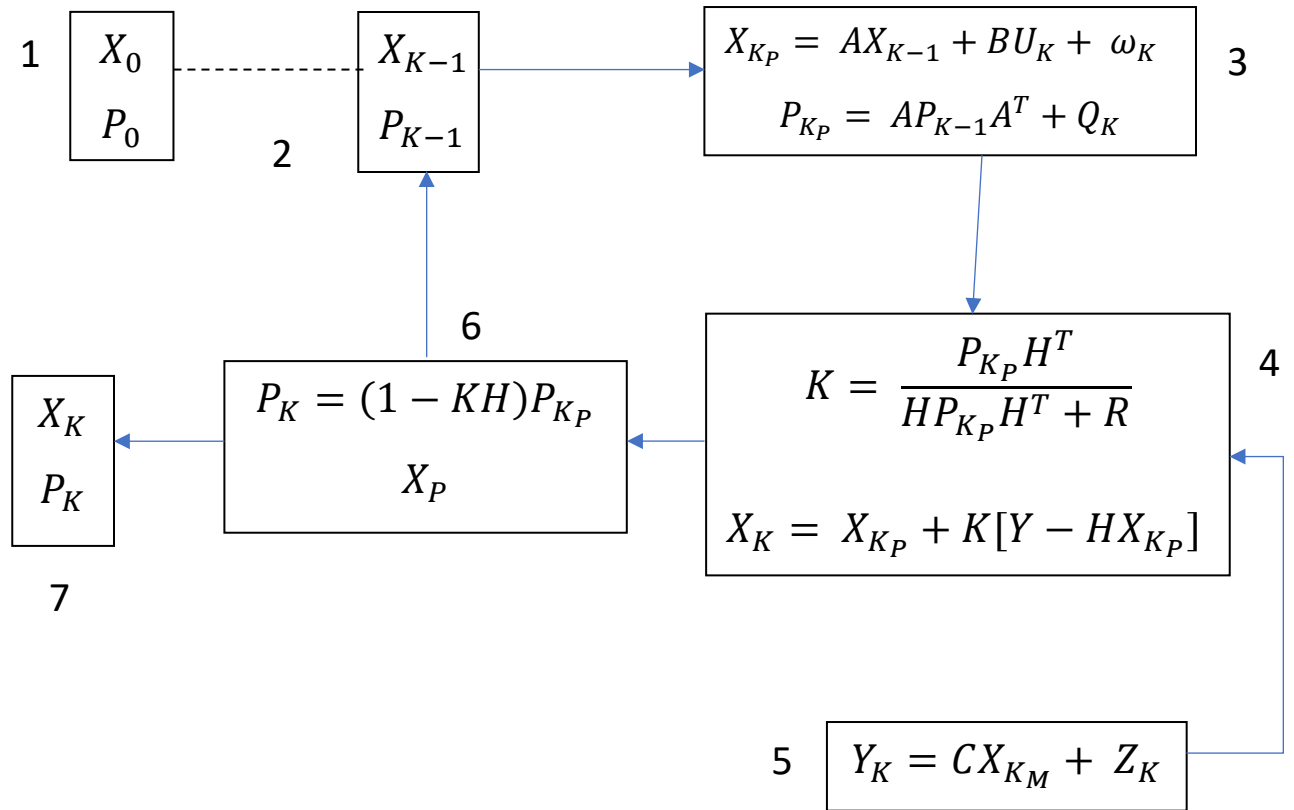 1
X_0
P_0
2
X_{K-1}
P_{K-1}
X_{K_P} = AX_{K-1} + BU_K + ω_K
P_{K_P} = AP_{K-1}A^T + Q_K
3
K = \frac{P_{K_P}H^T}{HP_{K_P}H^T + R}
X_K = X_{K_P} + K[Y - HX_{K_P}]
4
5
Y_K = CX_{K_M} + Z_K
6
P_K = (1 - KH)P_{K_P}
X_P
X_K
P_K
7